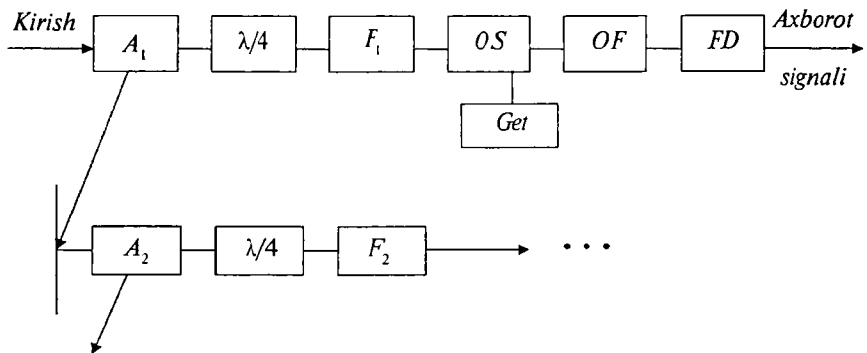 Kirish A₁ λ/4 F₁ OS OF FD Axborot
signali
Get
A₂ λ/4 F₂ ...